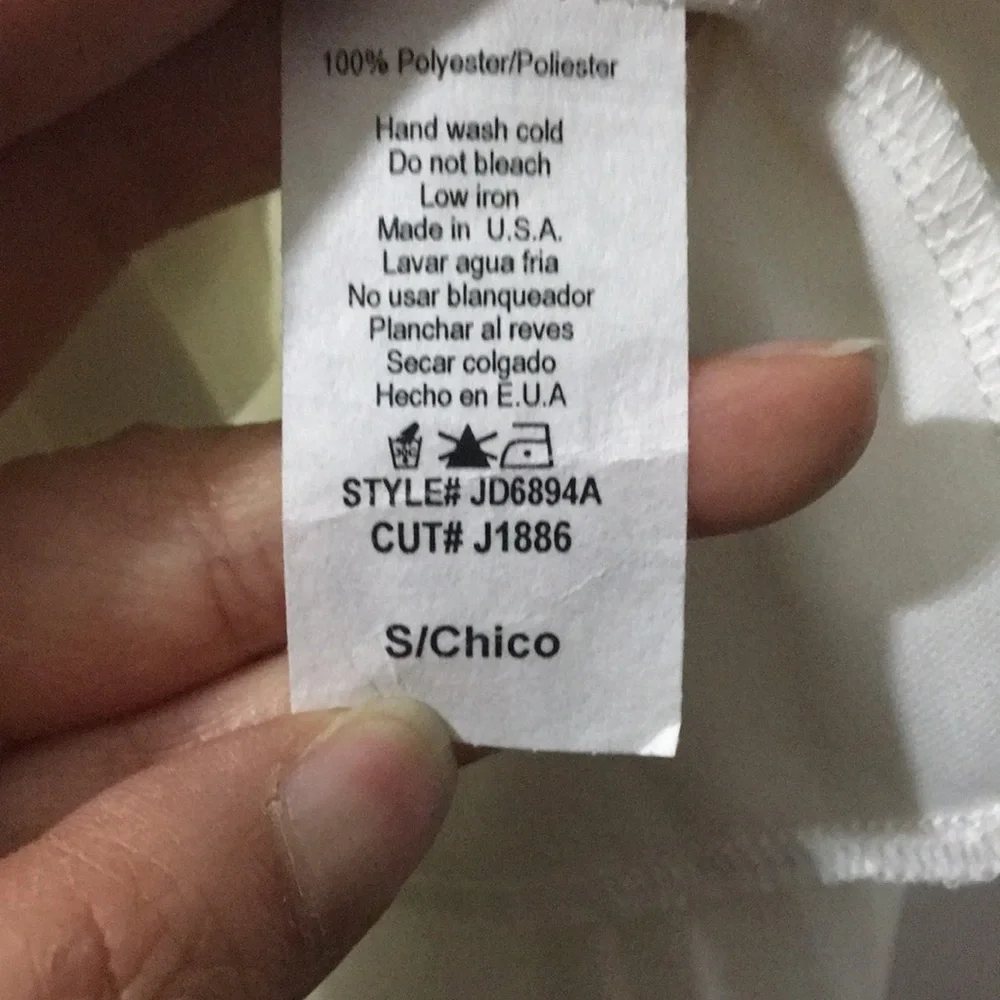 100% Polyester/Poliester
Hand wash cold
Do not bleach
Low iron
Made in U.S.A.
Lavar agua fria
No usar blanqueador
Planchar al reves
Secar colgado
Hecho en E.U.A
STYLE# JD6894A
CUT# J1886
S/Chico